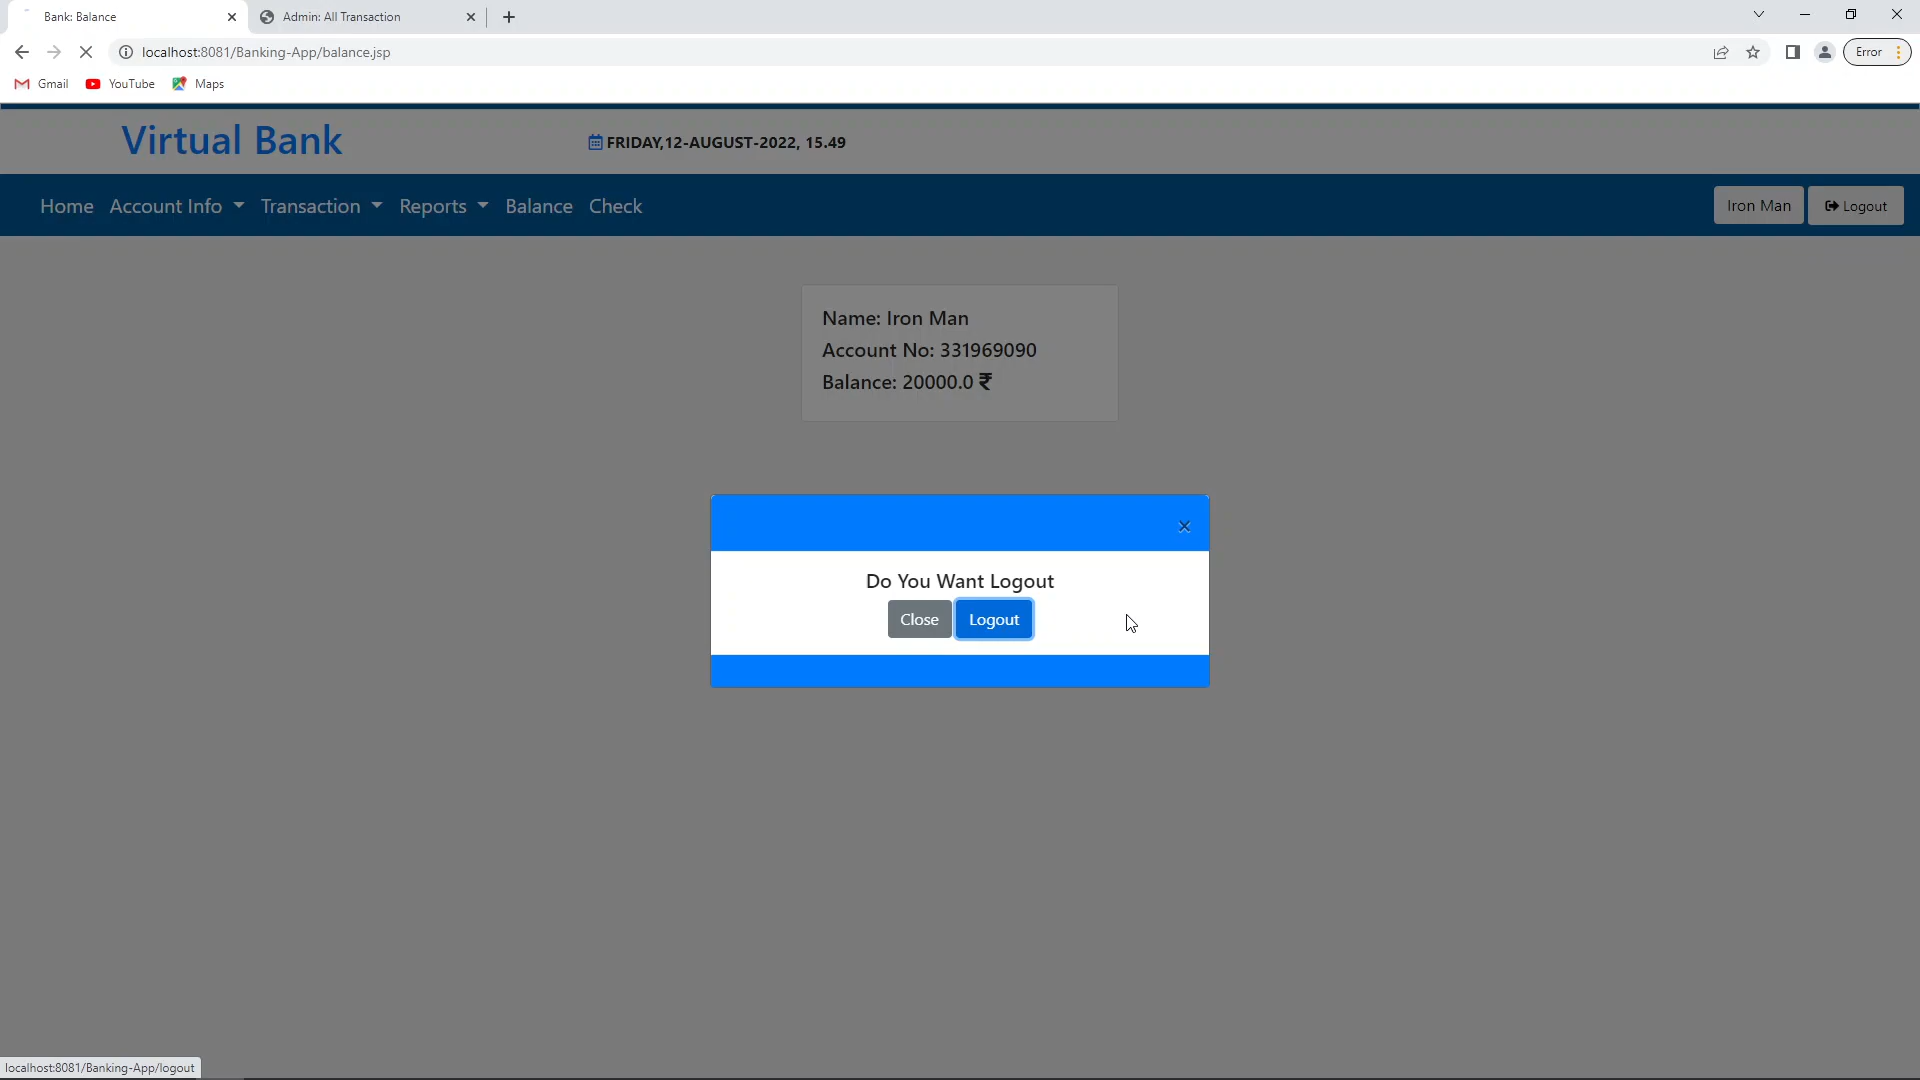 Bank: Balance
Admin: All Transaction
localhost:8081/Banking-App/balance.jsp
Error
Gmail
YouTube
Maps
Virtual Bank
FRIDAY,12-AUGUST-2022, 15.49
Home
Account Info
Transaction
Reports
Balance
Check
Iron Man
Logout
Name: Iron Man
Account No: 331969090
Balance: 20000.0 ₹
×
Do You Want Logout
Close
Logout
localhost:8081/Banking-App/logout